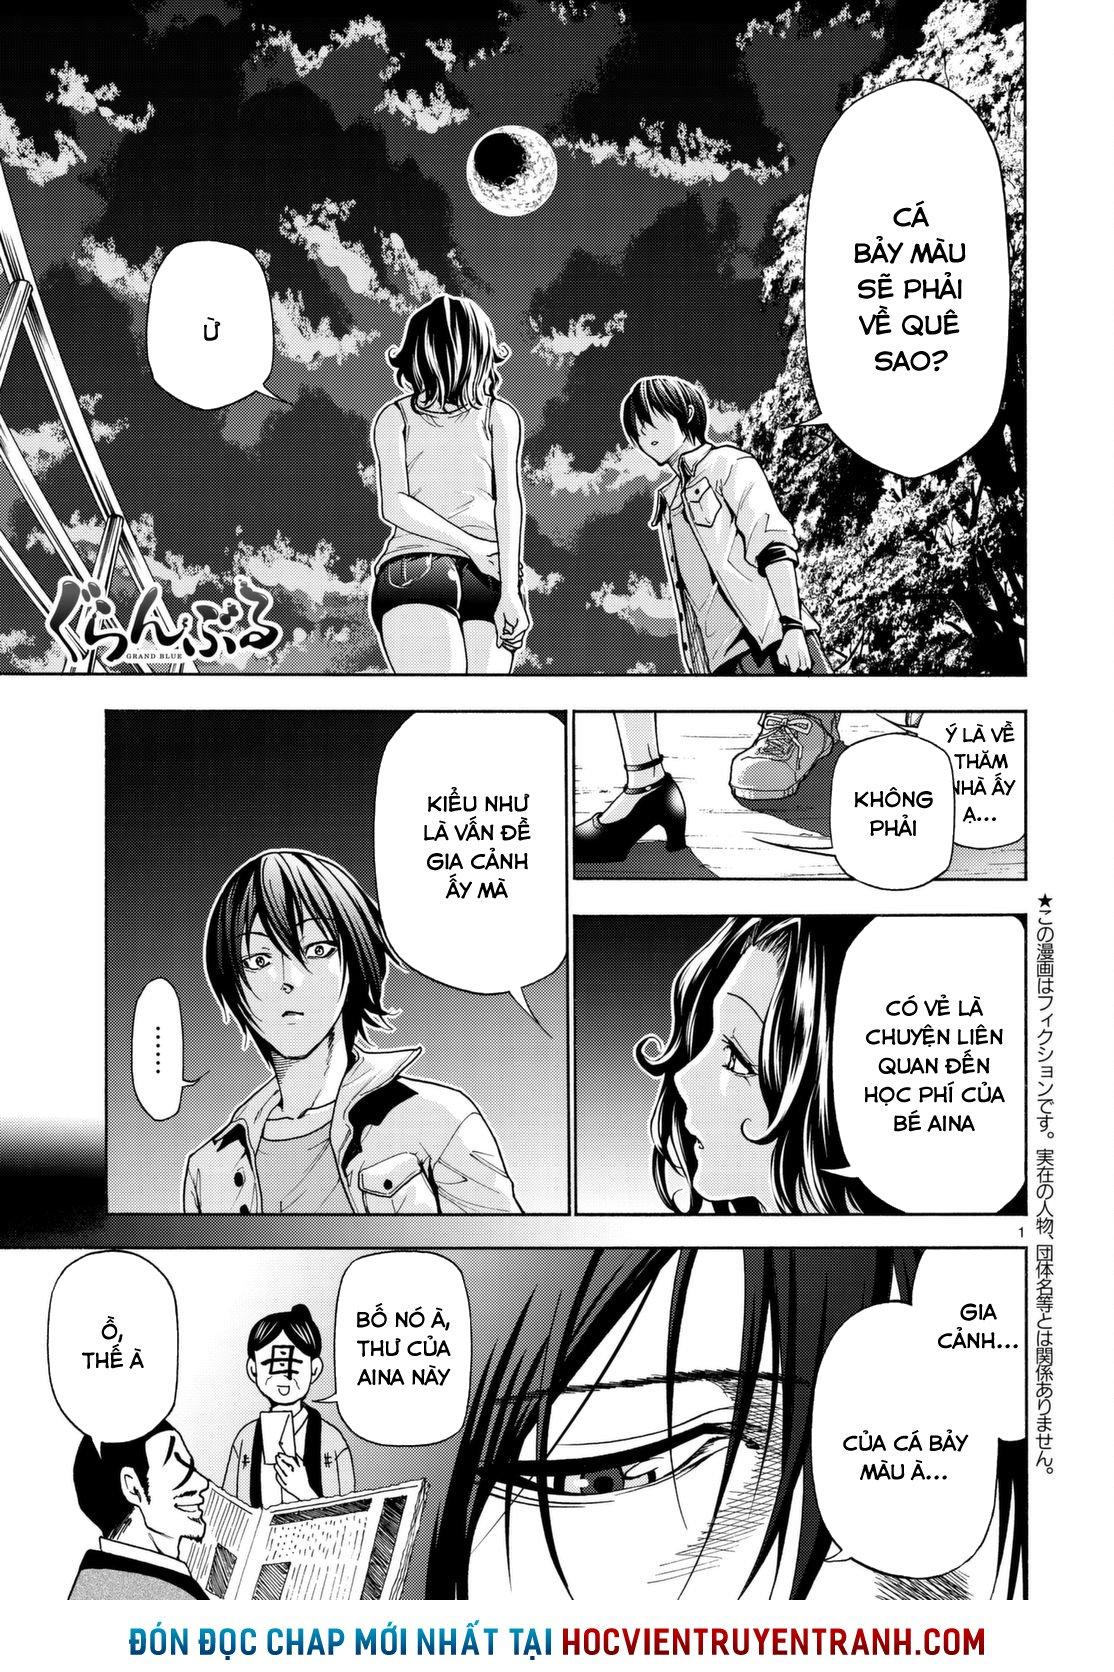 CÁ
BẢY MÀU
SẼ PHẢI
VỀ QUÊ
SAO?
Ừ
ぐらんぶる
GRAND BLUE
Ý LÀ VỀ
THĂM
NHÀ ẤY
Ạ...
KHÔNG
PHẢI
KIỂU NHƯ
LÀ VẤN ĐỀ
GIA CẢNH
ẤY MÀ
........
CÓ VẺ LÀ
CHUYỆN LIÊN
QUAN ĐẾN
HỌC PHÍ CỦA
BÉ AINA
★この漫画はフィクションです。実在の人物、団体名等とは関係ありません。
1
GIA
CẢNH...
CỦA CÁ BẢY
MÀU À...
BỐ NÓ À,
THƯ CỦA
AINA NÀY
母
Ồ,
THẾ À
父
ĐÓN ĐỌC CHAP MỚI NHẤT TẠI HOCVIENTRUYENTRANH.COM